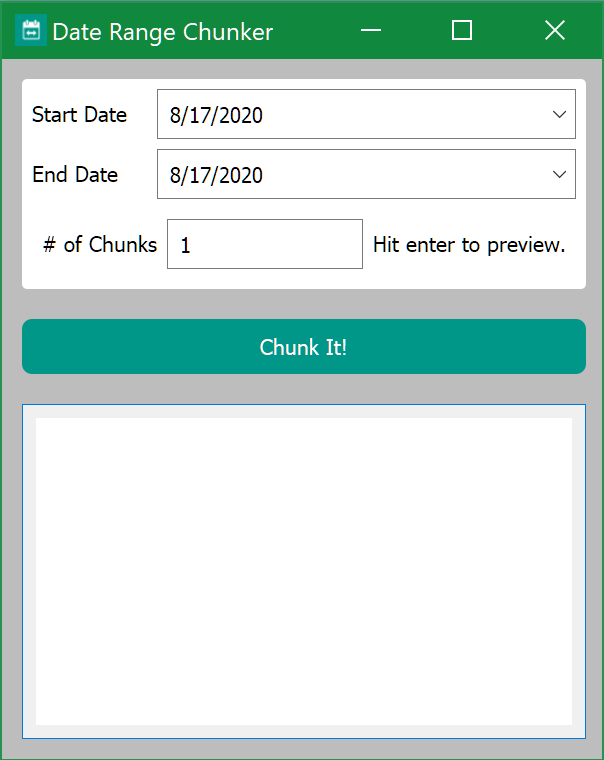 Date Range Chunker
Start Date 8/17/2020
End Date 8/17/2020
# of Chunks 1 Hit enter to preview.
Chunk It!